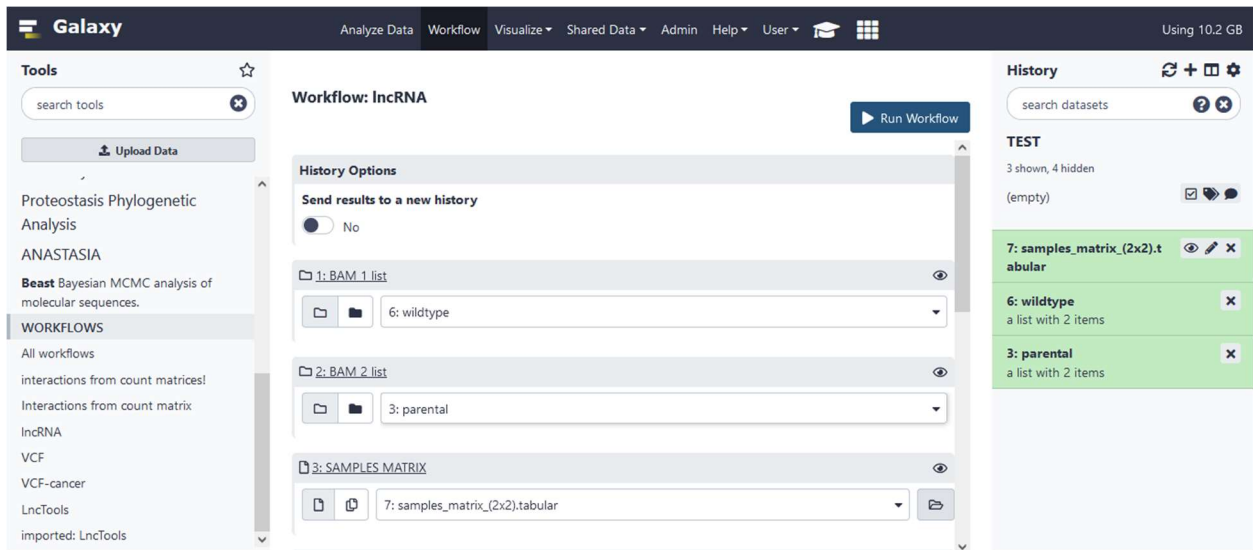 Galaxy
Analyze Data Workflow Visualize Shared Data Admin Help User Using 10.2 GB
Tools
search tools
Upload Data
Proteostasis Phylogenetic
Analysis
ANASTASIA
Beast Bayesian MCMC analysis of
molecular sequences.
WORKFLOWS
All workflows
interactions from count matrices!
Interactions from count matrix
lncRNA
VCF
VCF-cancer
LncTools
imported: LncTools
Workflow: lncRNA
Run Workflow
History Options
Send results to a new history
No
1: BAM 1 list
6: wildtype
2: BAM 2 list
3: parental
3: SAMPLES MATRIX
7: samples_matrix_(2x2).tabular
History
search datasets
TEST
3 shown, 4 hidden
(empty)
7: samples_matrix_(2x2).t
abular
6: wildtype
a list with 2 items
3: parental
a list with 2 items